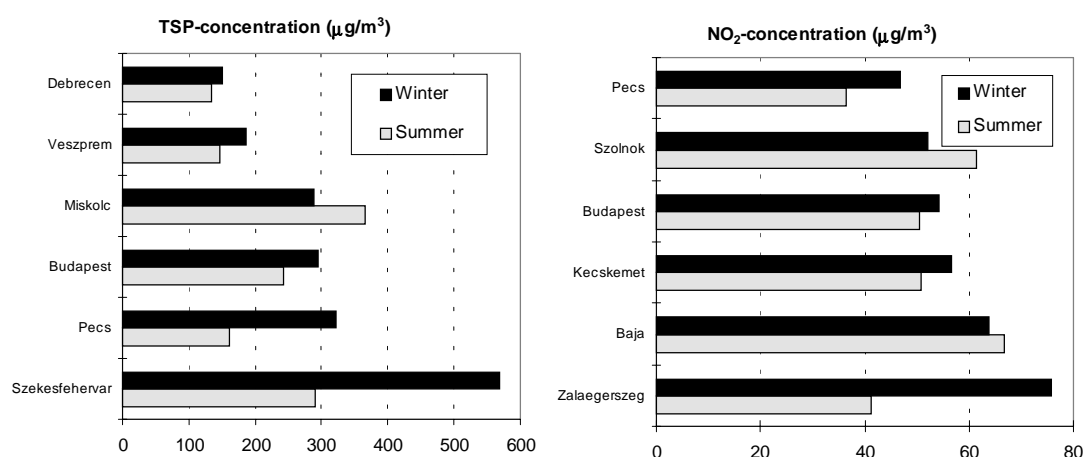 TSP-concentration (µg/m³)
Debrecen
Veszprem
Miskolc
Budapest
Pecs
Szekesfehervar
0 100 200 300 400 500 600
Winter
Summer
NO₂-concentration (µg/m³)
Pecs
Szolnok
Budapest
Kecskemet
Baja
Zalaegerszeg
0 20 40 60 80
Winter
Summer